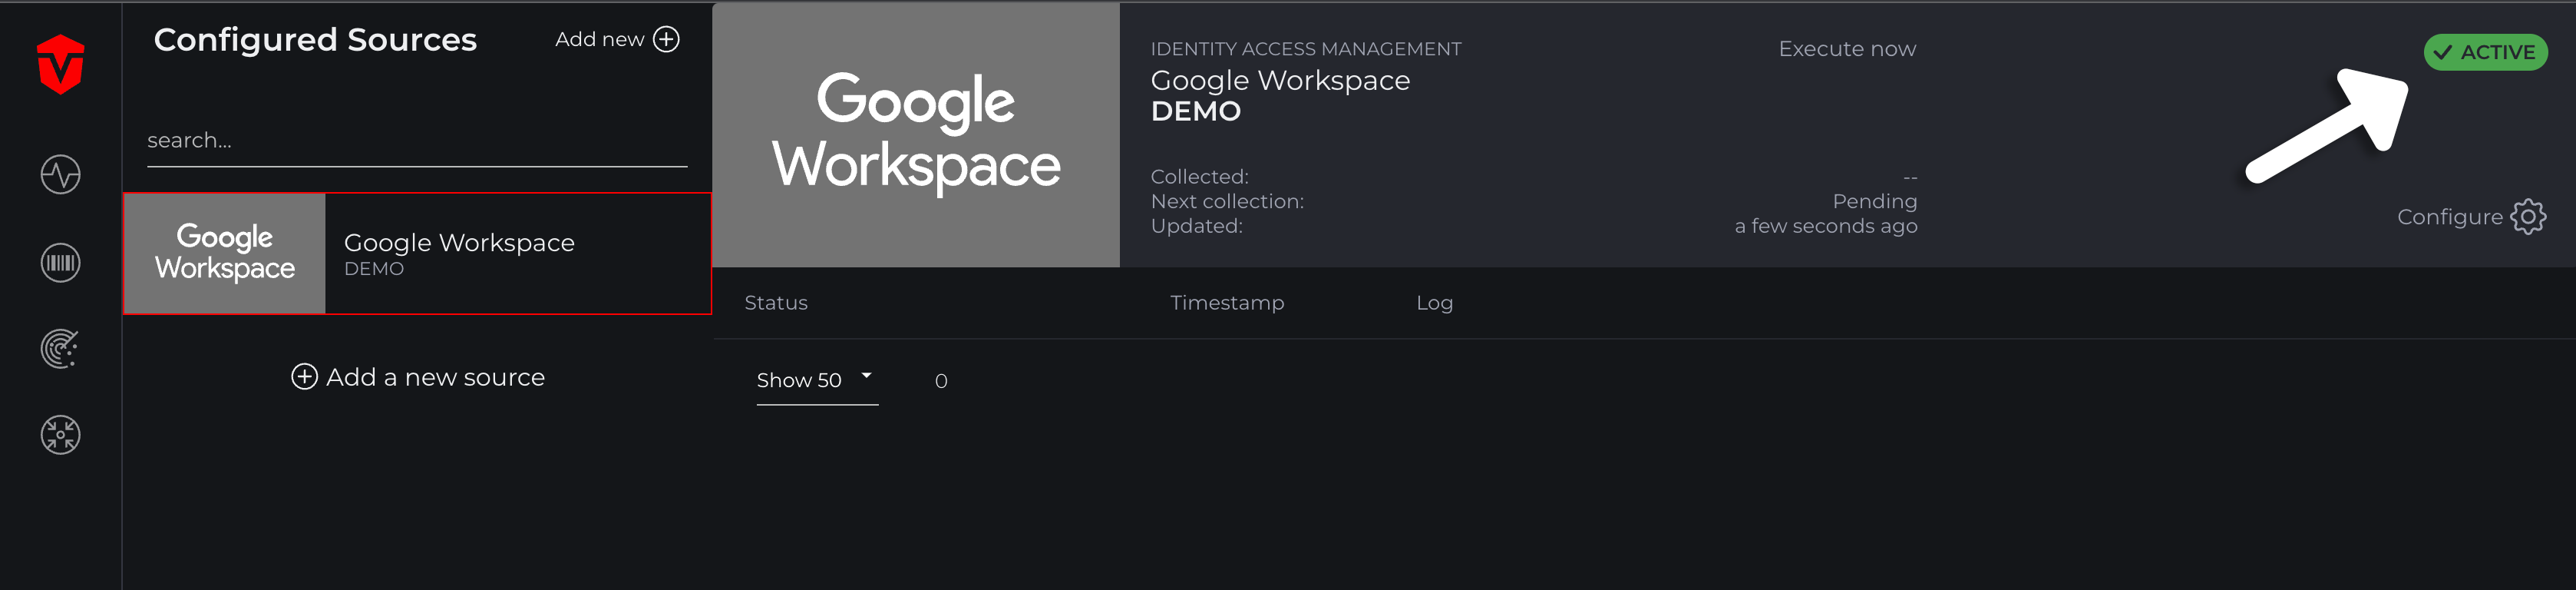 Configured Sources
Add new
search...
Google
Workspace
Google Workspace
DEMO
Add a new source
Google
Workspace
IDENTITY ACCESS MANAGEMENT
Google Workspace
DEMO
Execute now
ACTIVE
Collected: --
Next collection: Pending
Updated: a few seconds ago
Configure
Status Timestamp Log
Show 50 0